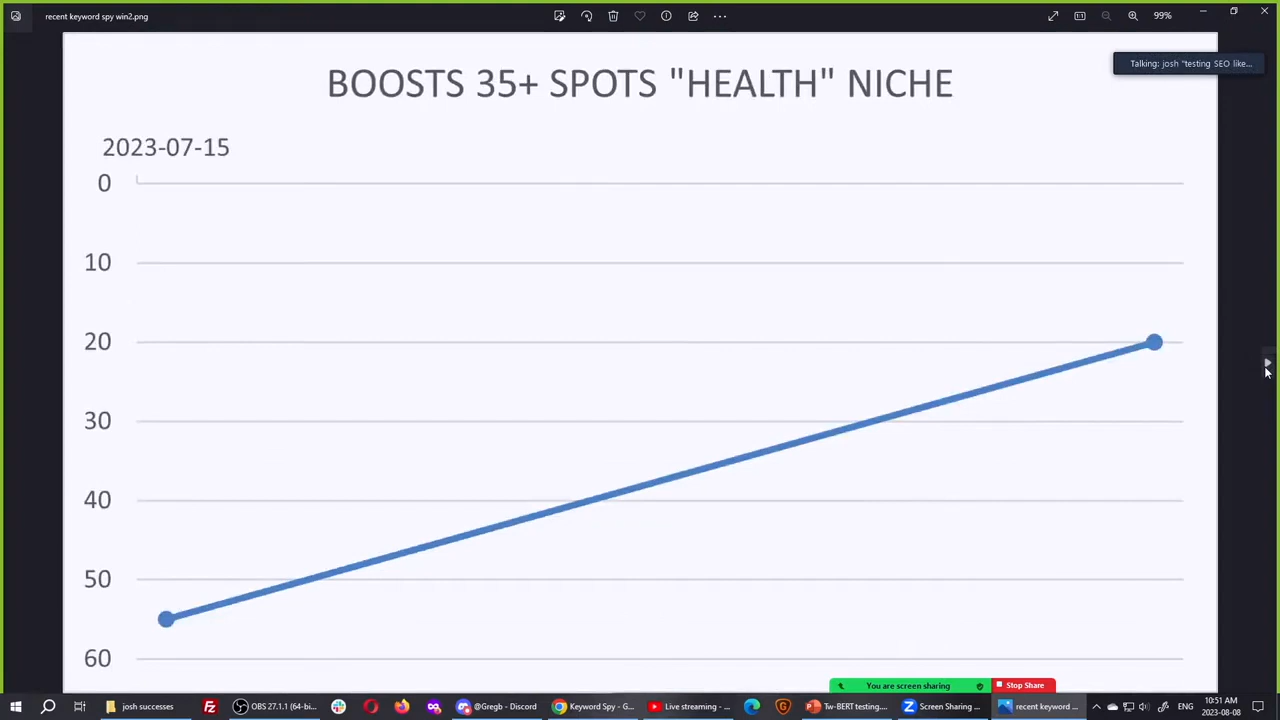 recent keyword spy win2.png
99%
Talking: josh "testing SEO like...
BOOSTS 35+ SPOTS "HEALTH" NICHE
2023-07-15
0
10
20
30
40
50
60
You are screen sharing
Stop Share
josh successes
OBS 27.1.1 (64-bi...
@Gregb - Discord
Keyword Spy - G...
Live streaming - ...
Tw-BERT testing....
Screen Sharing ...
recent keyword ...
10:51 AM
2023-08-08